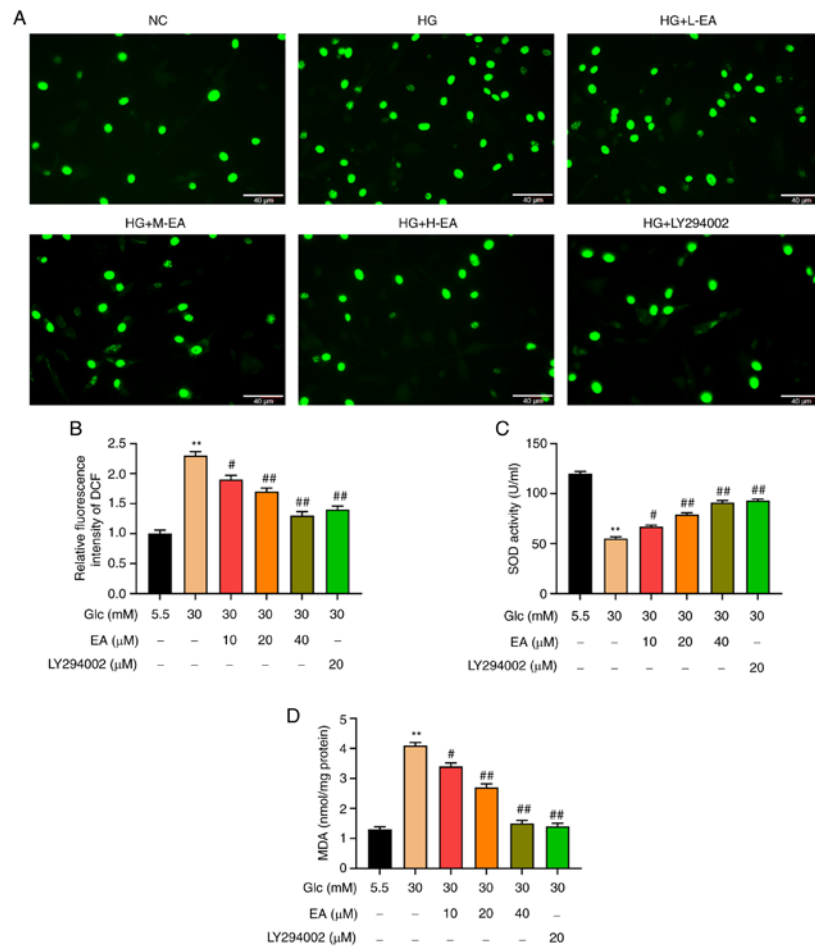 A
NC HG HG+L-EA
40 µm 40 µm 40 µm
HG+M-EA HG+H-EA HG+LY294002
40 µm 40 µm 40 µm
B
Relative fluorescence
intensity of DCF
2.5
2.0
1.5
1.0
0.5
0.0
** # ## ## ##
Glc (mM) 5.5 30 30 30 30 30
EA (µM) – – 10 20 40 –
LY294002 (µM) – – – – – 20
C
SOD activity (U/ml)
150
100
50
0
** # ## ## ##
Glc (mM) 5.5 30 30 30 30 30
EA (µM) – – 10 20 40 –
LY294002 (µM) – – – – – 20
D
MDA (nmol/mg protein)
5
4
3
2
1
0
** # ## ## ##
Glc (mM) 5.5 30 30 30 30 30
EA (µM) – – 10 20 40 –
LY294002 (µM) – – – – – 20